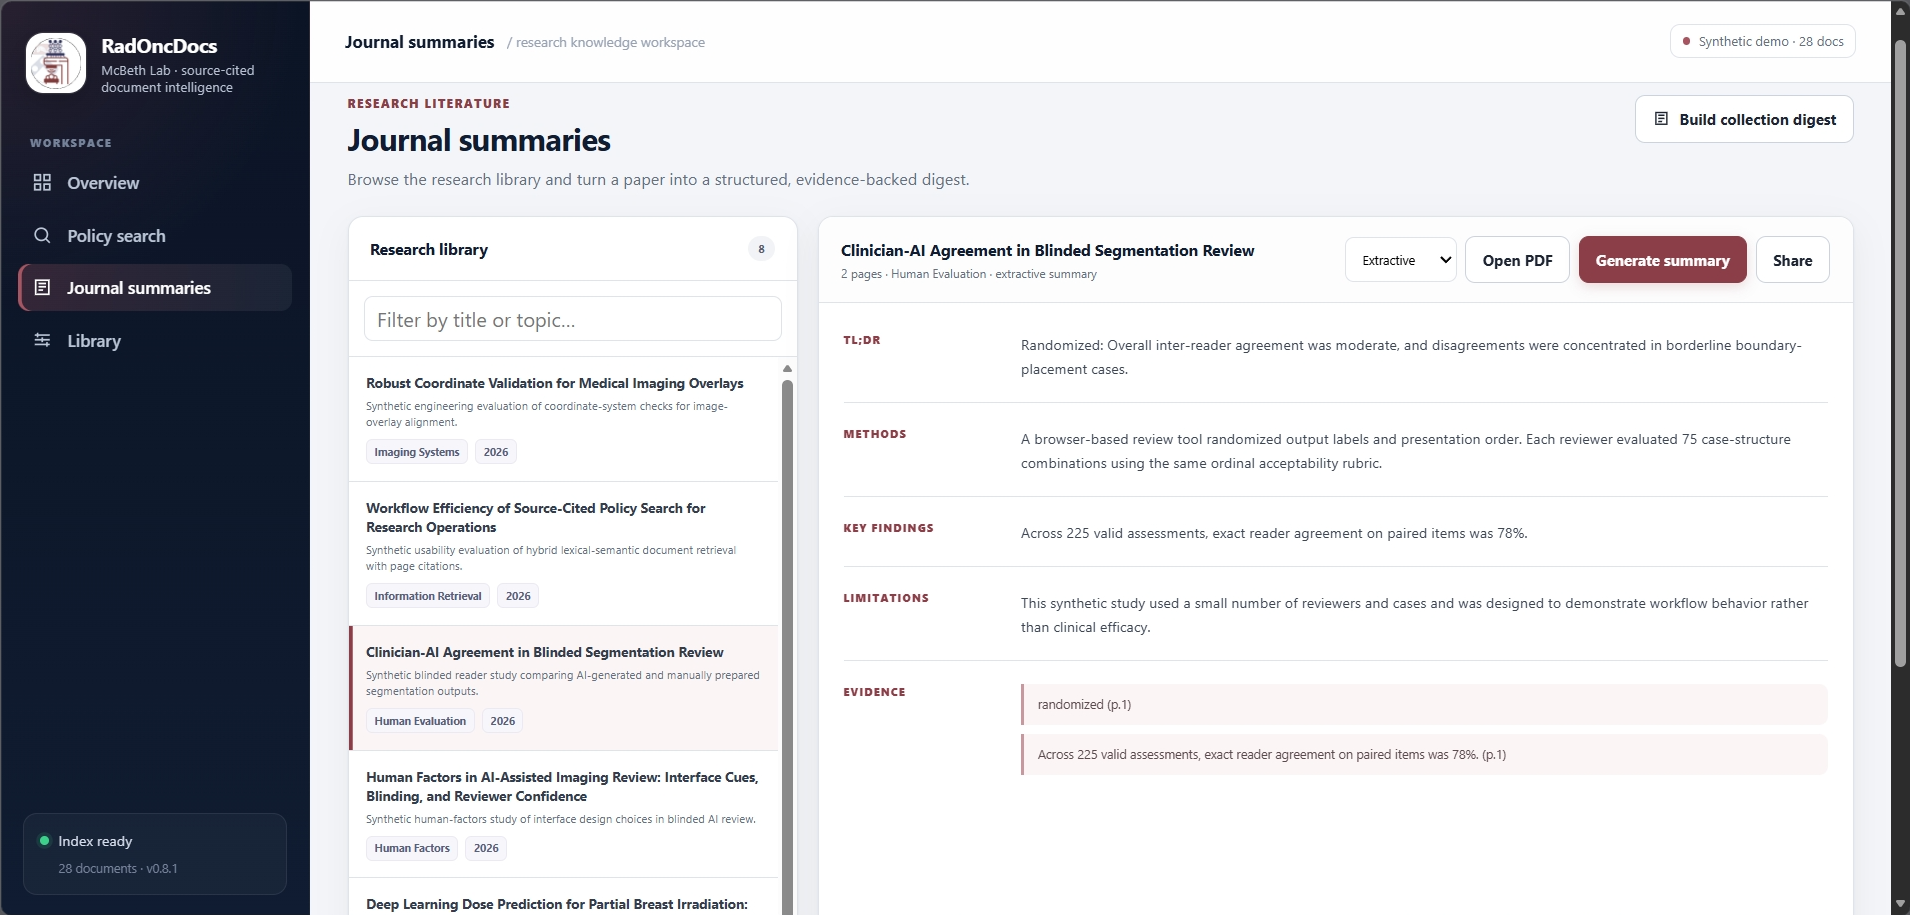 RadOncDocs
McBeth Lab · source-cited
document intelligence
WORKSPACE
Overview
Policy search
Journal summaries
Library
Index ready
28 documents · v0.8.1
Journal summaries / research knowledge workspace
Synthetic demo · 28 docs
RESEARCH LITERATURE
Journal summaries
Browse the research library and turn a paper into a structured, evidence-backed digest.
Build collection digest
Research library
8
Filter by title or topic...
Robust Coordinate Validation for Medical Imaging Overlays
Synthetic engineering evaluation of coordinate-system checks for image-
overlay alignment.
Imaging Systems 2026
Workflow Efficiency of Source-Cited Policy Search for
Research Operations
Synthetic usability evaluation of hybrid lexical-semantic document retrieval
with page citations.
Information Retrieval 2026
Clinician-AI Agreement in Blinded Segmentation Review
Synthetic blinded reader study comparing AI-generated and manually prepared
segmentation outputs.
Human Evaluation 2026
Human Factors in AI-Assisted Imaging Review: Interface Cues,
Blinding, and Reviewer Confidence
Synthetic human-factors study of interface design choices in blinded AI review.
Human Factors 2026
Deep Learning Dose Prediction for Partial Breast Irradiation:
Clinician-AI Agreement in Blinded Segmentation Review
2 pages · Human Evaluation · extractive summary
Extractive
Open PDF
Generate summary
Share
TL;DR
Randomized: Overall inter-reader agreement was moderate, and disagreements were concentrated in borderline boundary-
placement cases.
METHODS
A browser-based review tool randomized output labels and presentation order. Each reviewer evaluated 75 case-structure
combinations using the same ordinal acceptability rubric.
KEY FINDINGS
Across 225 valid assessments, exact reader agreement on paired items was 78%.
LIMITATIONS
This synthetic study used a small number of reviewers and cases and was designed to demonstrate workflow behavior rather
than clinical efficacy.
EVIDENCE
randomized (p.1)
Across 225 valid assessments, exact reader agreement on paired items was 78%. (p.1)